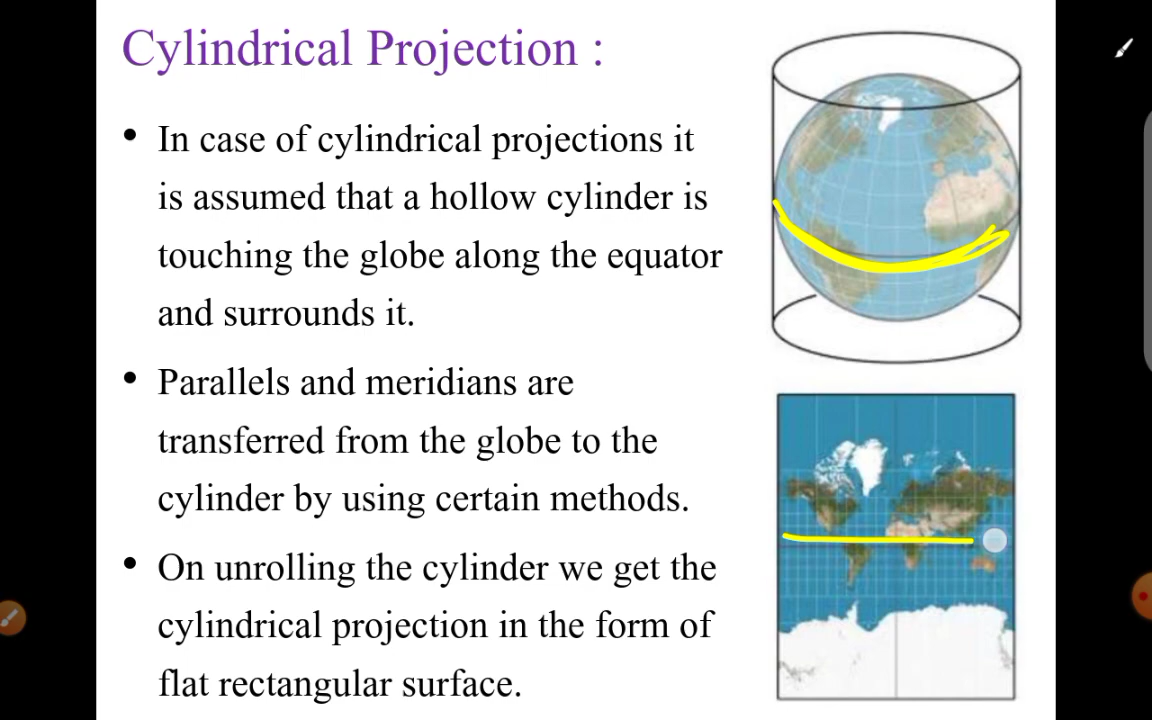 Cylindrical Projection :
• In case of cylindrical projections it
is assumed that a hollow cylinder is
touching the globe along the equator
and surrounds it.
• Parallels and meridians are
transferred from the globe to the
cylinder by using certain methods.
• On unrolling the cylinder we get the
cylindrical projection in the form of
flat rectangular surface.